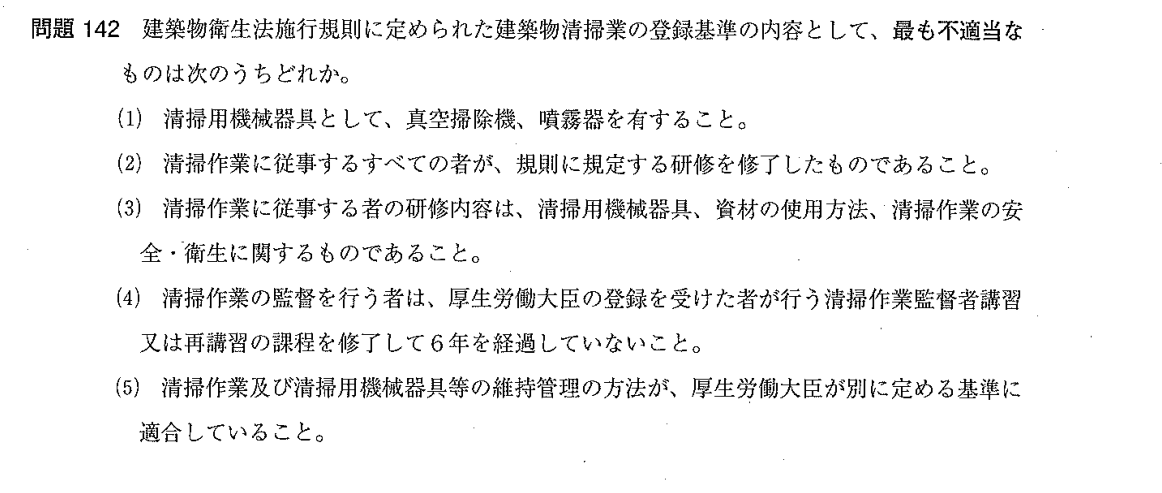 問題 142 建築物衛生法施行規則に定められた建築物清掃業の登録基準の内容として、最も不適当な
ものは次のうちどれか。
(1) 清掃用機械器具として、真空掃除機、噴霧器を有すること。
(2) 清掃作業に従事するすべての者が、規則に規定する研修を修了したものであること。
(3) 清掃作業に従事する者の研修内容は、清掃用機械器具、資材の使用方法、清掃作業の安
全・衛生に関するものであること。
(4) 清掃作業の監督を行う者は、厚生労働大臣の登録を受けた者が行う清掃作業監督者講習
又は再講習の課程を修了して6年を経過していないこと。
(5) 清掃作業及び清掃用機械器具等の維持管理の方法が、厚生労働大臣が別に定める基準に
適合していること。